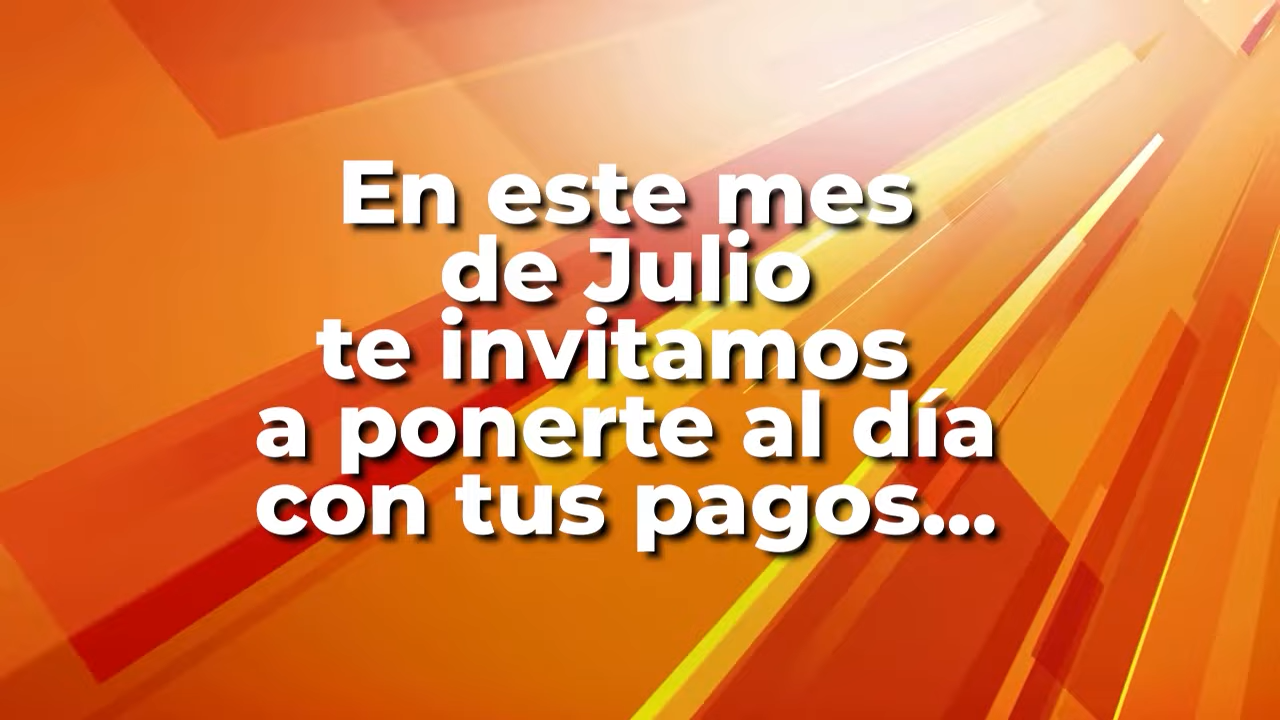 En este mes
de Julio
te invitamos
a ponerte al día
con tus pagos...